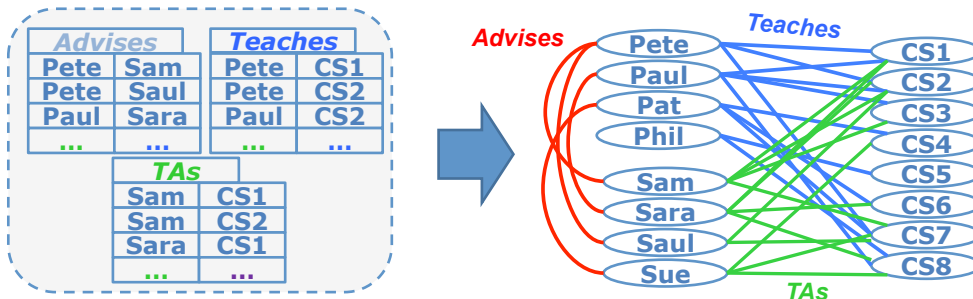 Advises
Pete Sam
Pete Saul
Paul Sara
... ...
Teaches
Pete CS1
Pete CS2
Paul CS2
... ...
TAs
Sam CS1
Sam CS2
Sara CS1
... ...
Advises
Teaches
Pete
Paul
Pat
Phil
Sam
Sara
Saul
Sue
CS1
CS2
CS3
CS4
CS5
CS6
CS7
CS8
TAs